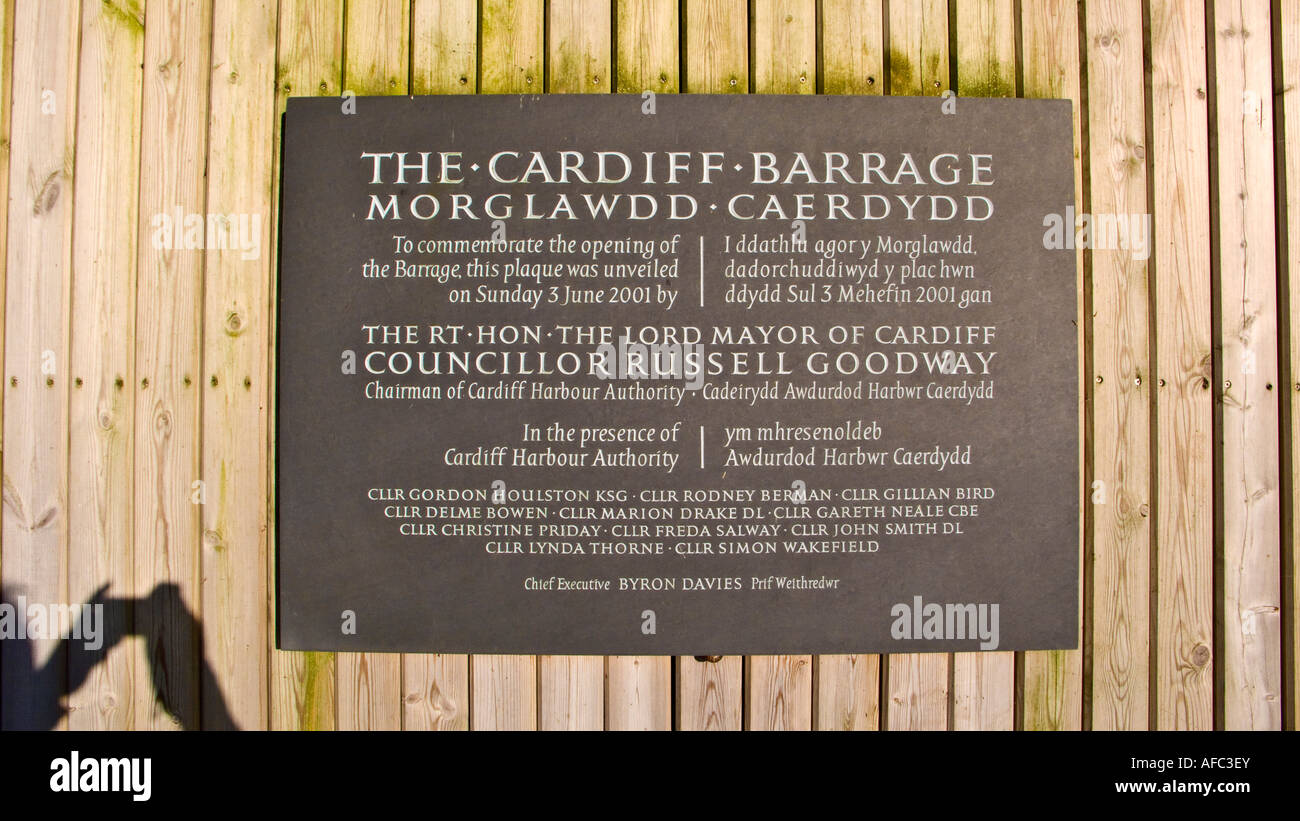 THE · CARDIFF · BARRAGE
MORGLAWDD · CAERDYDD
To commemorate the opening of
the Barrage, this plaque was unveiled
on Sunday 3 June 2001 by
I ddathlu agor y Morglawdd,
dadorchuddiwyd y plac hwn
ddydd Sul 3 Mehefin 2001 gan
THE RT · HON · THE LORD MAYOR OF CARDIFF
COUNCILLOR RUSSELL GOODWAY
Chairman of Cardiff Harbour Authority · Cadeirydd Awdurdod Harbwr Caerdydd
In the presence of
Cardiff Harbour Authority
ym mhresenoldeb
Awdurdod Harbwr Caerdydd
CLLR GORDON HOULSTON KSG · CLLR RODNEY BERMAN · CLLR GILLIAN BIRD
CLLR DELME BOWEN · CLLR MARION DRAKE DL · CLLR GARETH NEALE CBE
CLLR CHRISTINE PRIDAY · CLLR FREDA SALWAY · CLLR JOHN SMITH DL
CLLR LYNDA THORNE · CLLR SIMON WAKEFIELD
Chief Executive BYRON DAVIES Prif Weithredwr
alamy
alamy
alamy
alamy
alamy
a
a
a
a
a
a
a
alamy
Image ID: AFC3EY
www.alamy.com